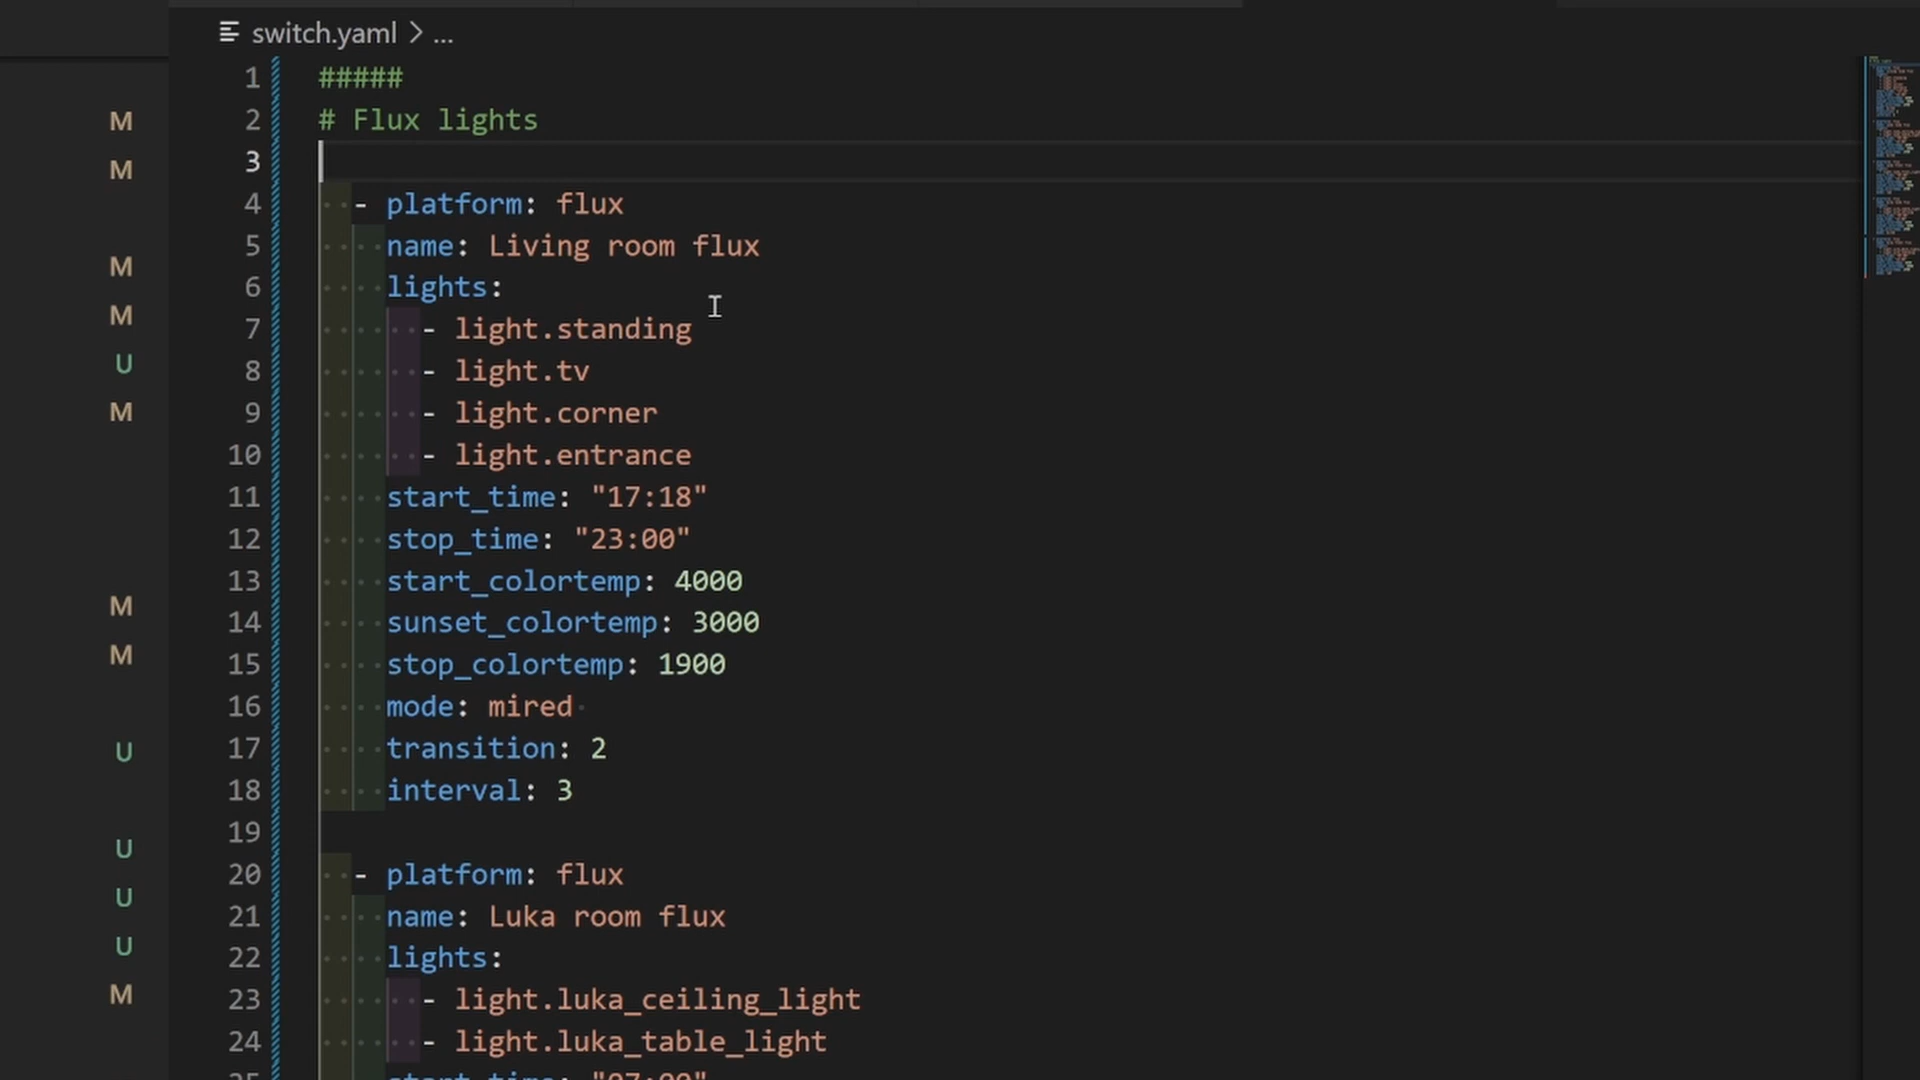 switch.yaml > ...
1 #####
2 # Flux lights
3
4 - platform: flux
5 name: Living room flux
6 lights:
7 - light.standing
8 - light.tv
9 - light.corner
10 - light.entrance
11 start_time: "17:18"
12 stop_time: "23:00"
13 start_colortemp: 4000
14 sunset_colortemp: 3000
15 stop_colortemp: 1900
16 mode: mired
17 transition: 2
18 interval: 3
19
20 - platform: flux
21 name: Luka room flux
22 lights:
23 - light.luka_ceiling_light
24 - light.luka_table_light
M
M
M
M
U
M
M
M
U
U
U
U
M